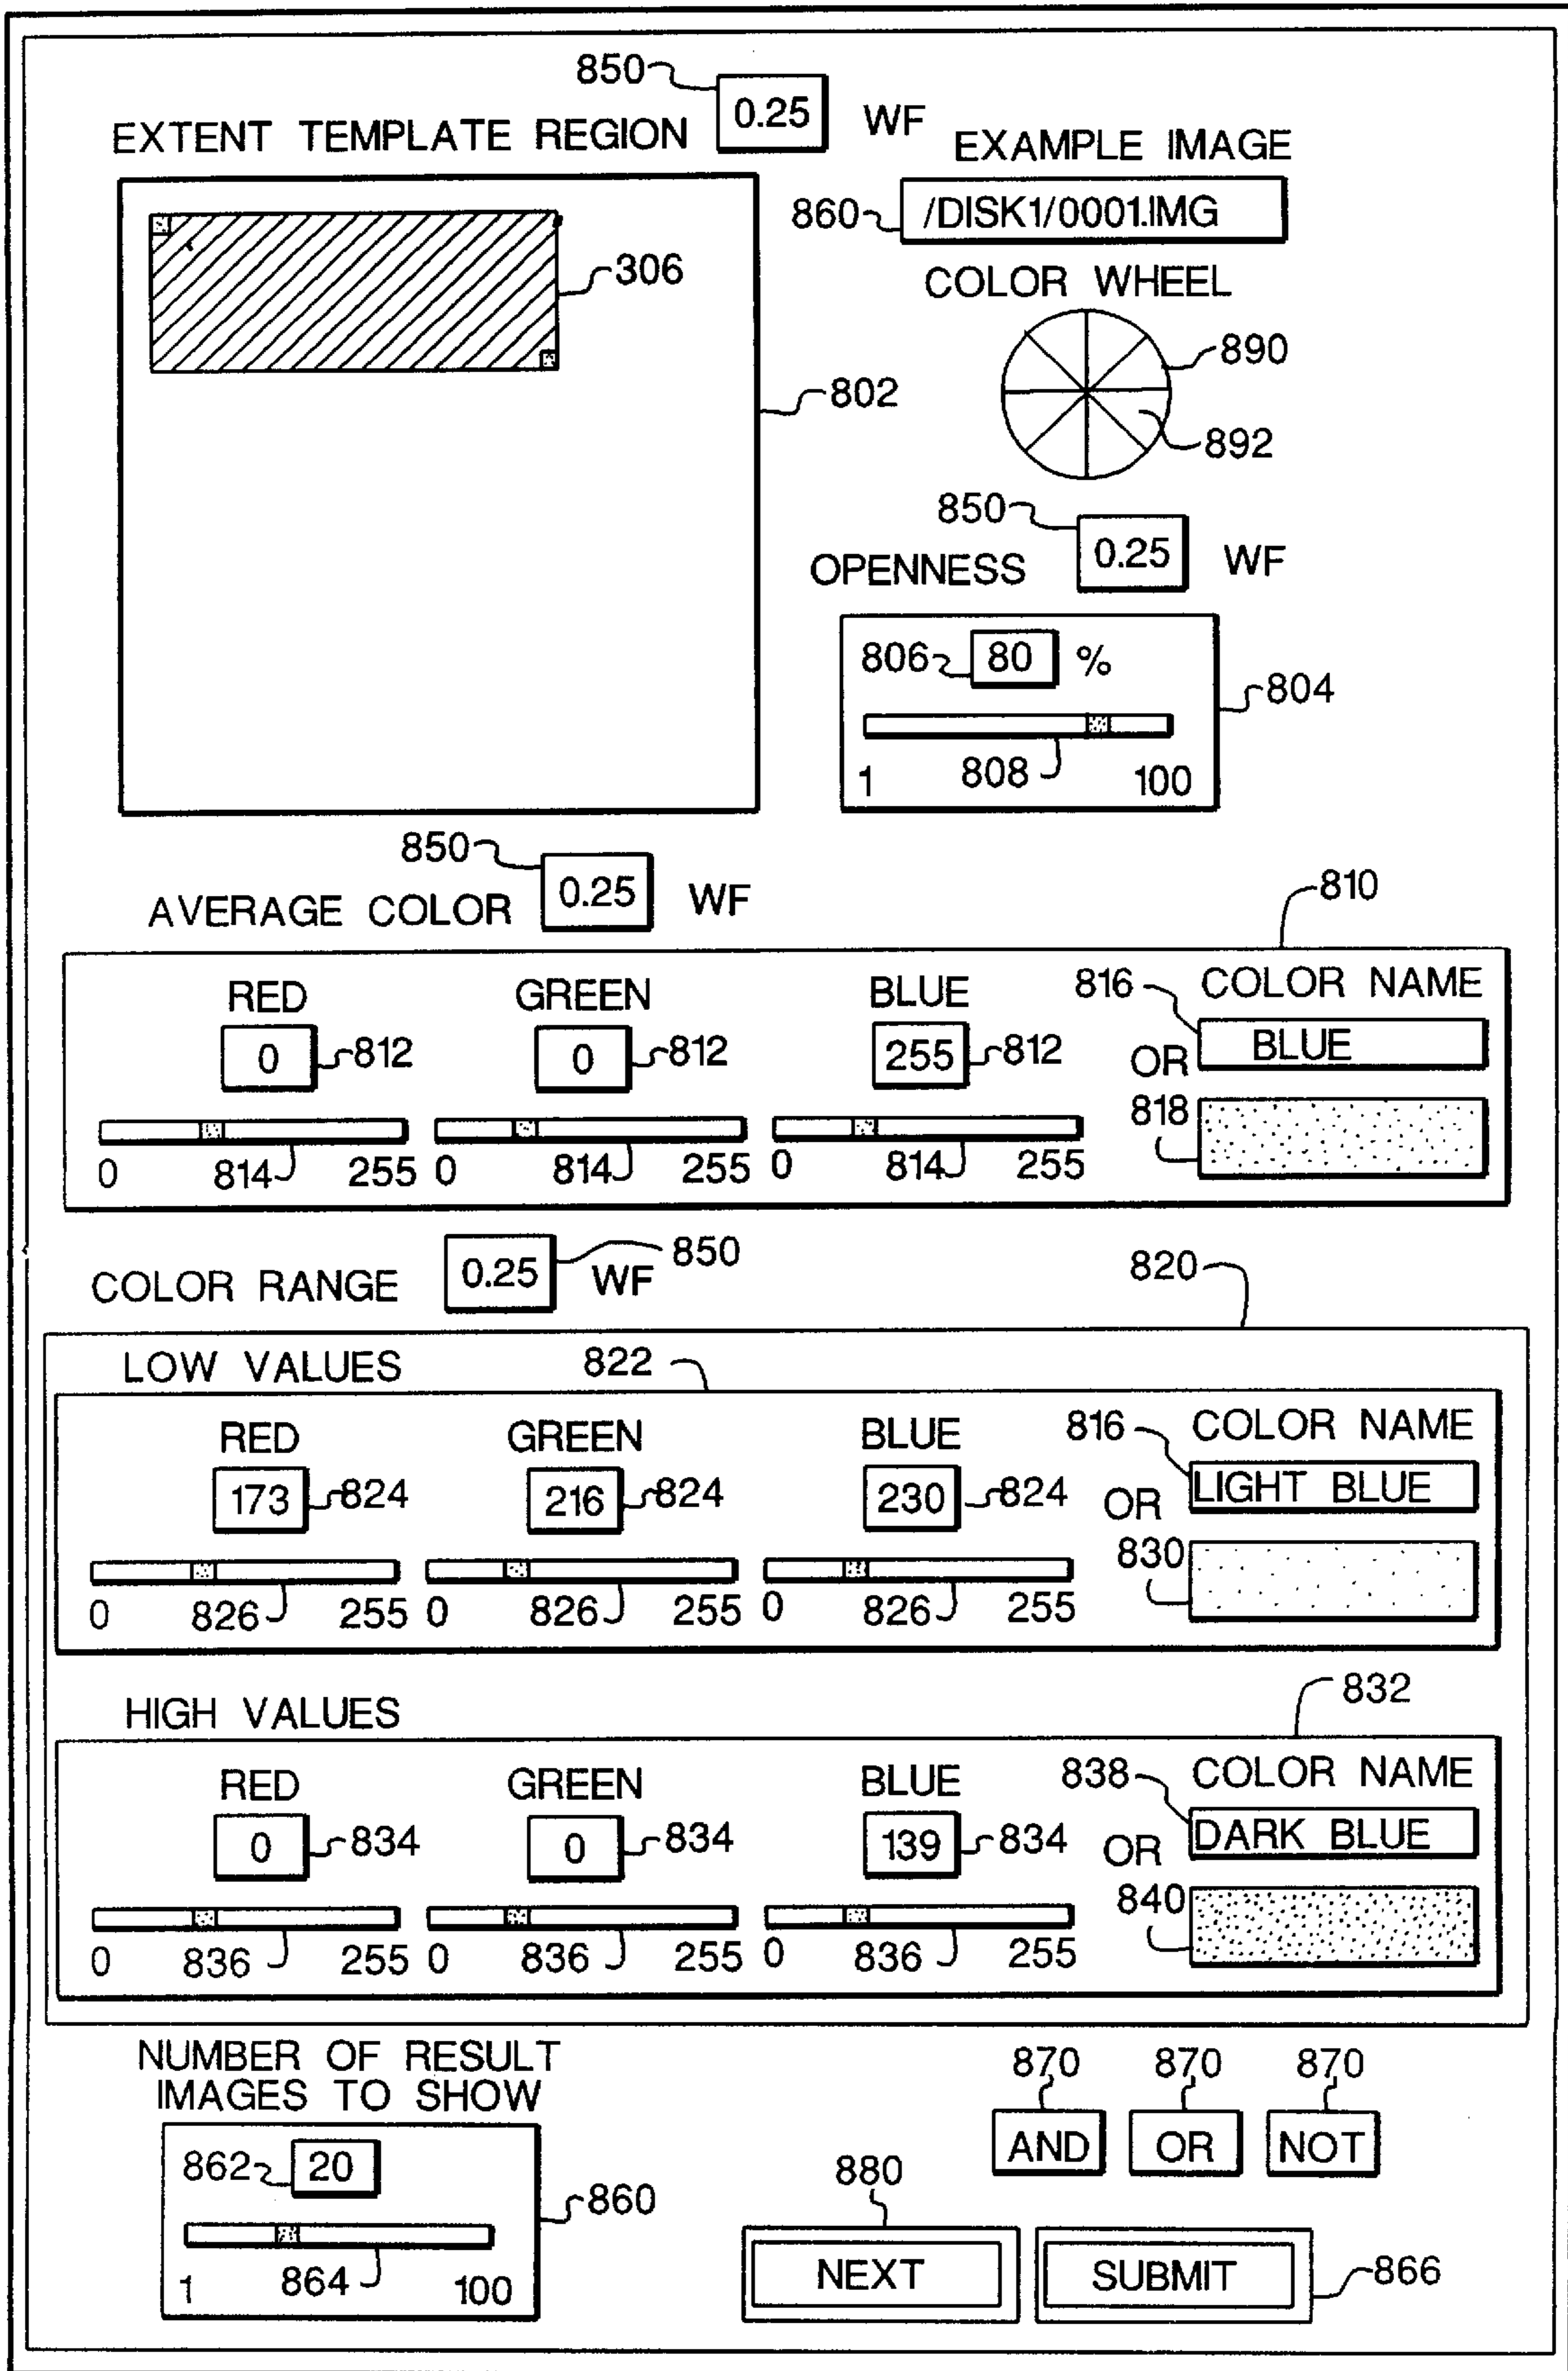 850
0.25 WF
EXTENT TEMPLATE REGION
EXAMPLE IMAGE
860 /DISK1/0001.IMG
306
COLOR WHEEL
890
802
892
850
OPENNESS 0.25 WF
806 80 %
804
808
1 100
850
AVERAGE COLOR 0.25 WF
810
RED GREEN BLUE 816 COLOR NAME
0 812 0 812 255 812 OR BLUE
818
0 814 255 0 814 255 0 814 255
COLOR RANGE 0.25 WF 850
820
LOW VALUES 822
RED GREEN BLUE 816 COLOR NAME
173 824 216 824 230 824 OR LIGHT BLUE
830
0 826 255 0 826 255 0 826 255
HIGH VALUES
832
RED GREEN BLUE 838 COLOR NAME
0 834 0 834 139 834 OR DARK BLUE
840
0 836 255 0 836 255 0 836 255
NUMBER OF RESULT
IMAGES TO SHOW
870 870 870
AND OR NOT
862 20
860
864
1 100
880
NEXT SUBMIT 866